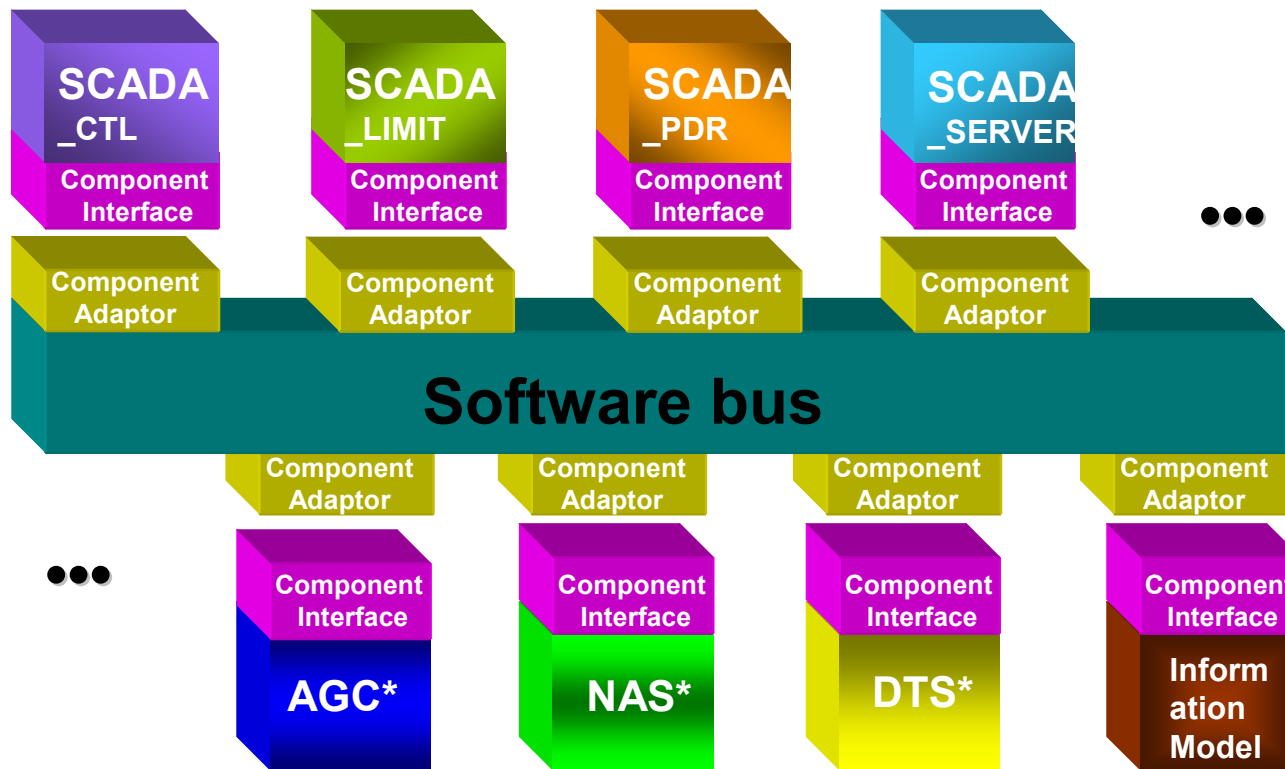 SCADA
_CTL
Component
Interface
SCADA
_LIMIT
Component
Interface
SCADA
_PDR
Component
Interface
SCADA
_SERVER
Component
Interface
●●●
Component
Adaptor
Component
Adaptor
Component
Adaptor
Component
Adaptor
Software bus
Component
Adaptor
Component
Adaptor
Component
Adaptor
Component
Adaptor
●●●
Component
Interface
AGC*
Component
Interface
NAS*
Component
Interface
DTS*
Component
Interface
Inform
ation
Model